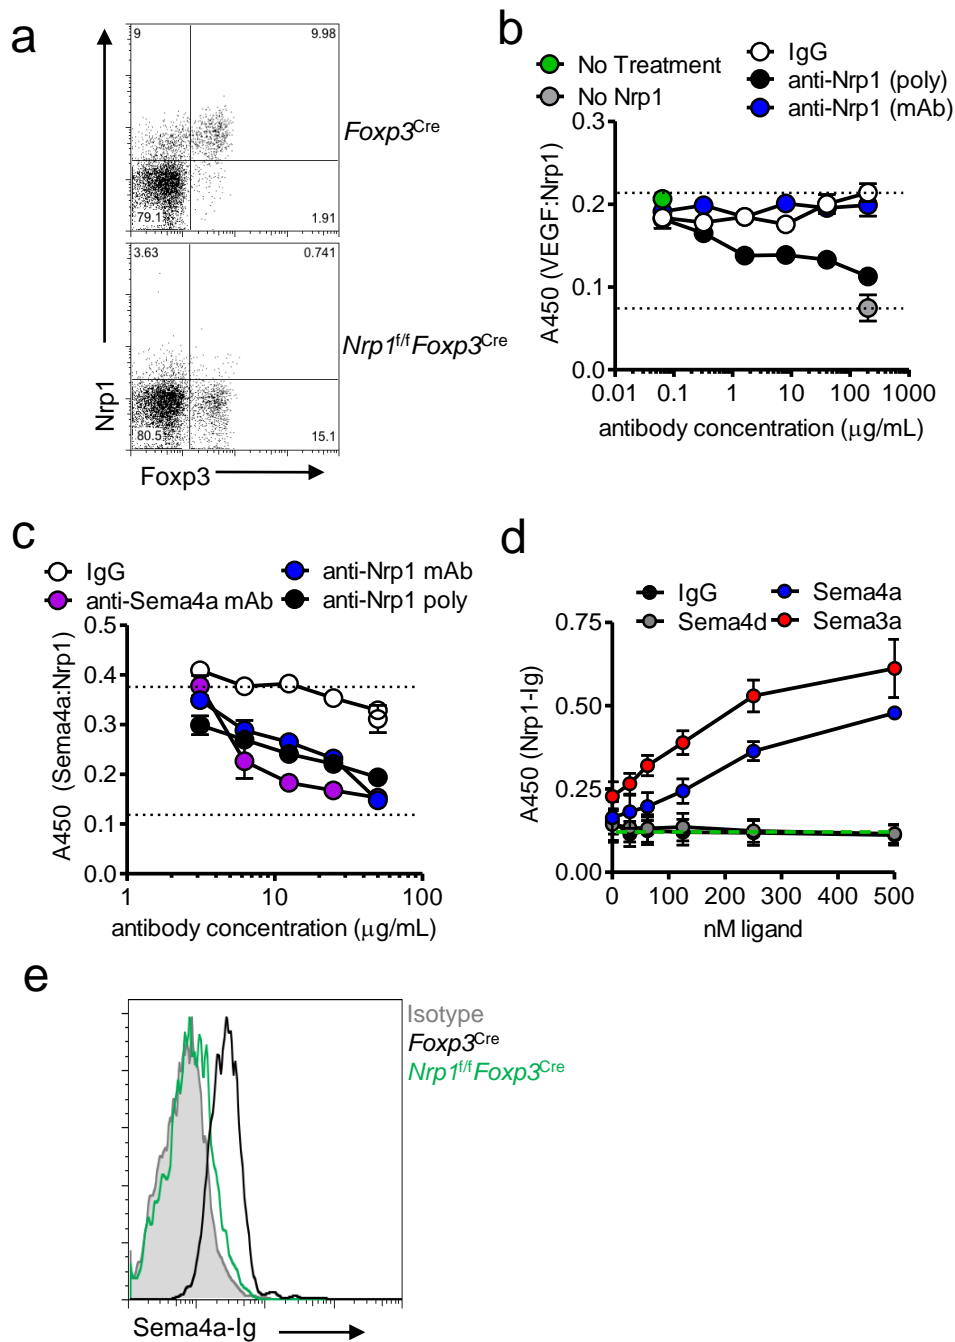 a
9
9.98
79.1
1.91
Foxp3Cre
3.63
0.741
80.5
15.1
Nrp1f/fFoxp3Cre
Nrp1
Foxp3
b
No Treatment
No Nrp1
IgG
anti-Nrp1 (poly)
anti-Nrp1 (mAb)
A450 (VEGF:Nrp1)
0.3
0.2
0.1
0.0
0.01 0.1 1 10 100 1000
antibody concentration (μg/mL)
c
IgG
anti-Sema4a mAb
anti-Nrp1 mAb
anti-Nrp1 poly
A450 (Sema4a:Nrp1)
0.5
0.4
0.3
0.2
0.1
0.0
1 10 100
antibody concentration (μg/mL)
d
IgG
Sema4d
Sema4a
Sema3a
A450 (Nrp1-Ig)
0.75
0.50
0.25
0.00
0 100 200 300 400 500
nM ligand
e
Isotype
Foxp3Cre
Nrp1f/fFoxp3Cre
Sema4a-Ig